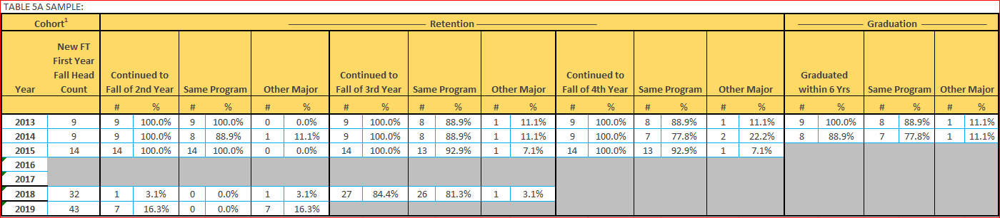 TABLE 5A SAMPLE:
Cohort1 Retention Graduation
Year New FT First Year Fall Head Count Continued to Fall of 2nd Year Same Program Other Major Continued to Fall of 3rd Year Same Program Other Major Continued to Fall of 4th Year Same Program Other Major Graduated within 6 Yrs Same Program Other Major
# % # % # % # % # % # % # % # % # % # % # % # %
2013 9 9 100.0% 9 100.0% 0 0.0% 9 100.0% 8 88.9% 1 11.1% 9 100.0% 8 88.9% 1 11.1% 9 100.0% 8 88.9% 1 11.1%
2014 9 9 100.0% 8 88.9% 1 11.1% 9 100.0% 8 88.9% 1 11.1% 9 100.0% 7 77.8% 2 22.2% 8 88.9% 7 77.8% 1 11.1%
2015 14 14 100.0% 14 100.0% 0 0.0% 14 100.0% 13 92.9% 1 7.1% 14 100.0% 13 92.9% 1 7.1%
2016
2017
2018 32 1 3.1% 0 0.0% 1 3.1% 27 84.4% 26 81.3% 1 3.1%
2019 43 7 16.3% 0 0.0% 7 16.3%